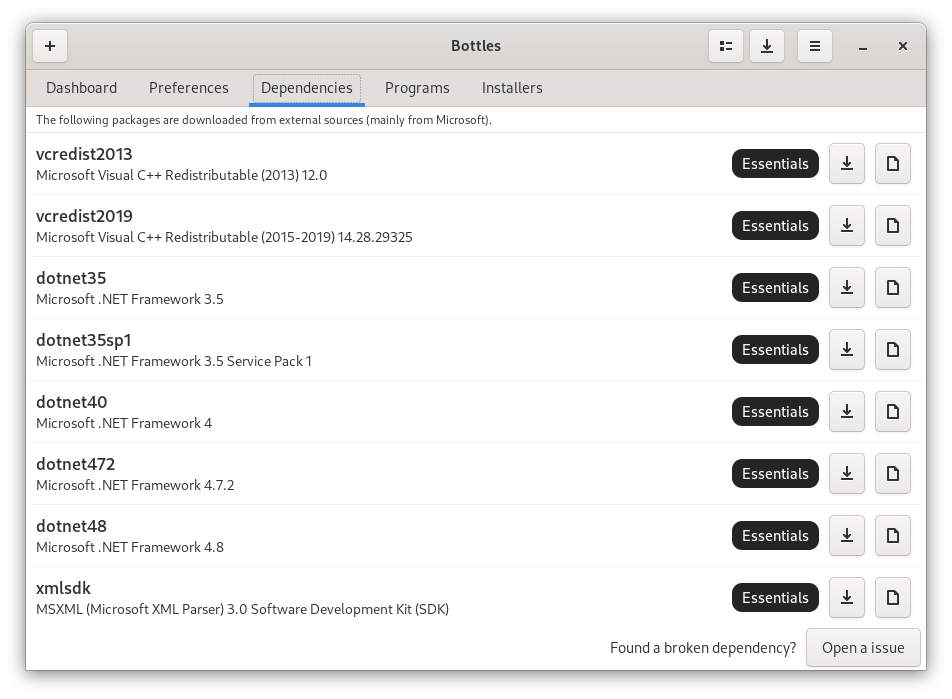 Bottles
Dashboard Preferences Dependencies Programs Installers
The following packages are downloaded from external sources (mainly from Microsoft).
vcredist2013
Microsoft Visual C++ Redistributable (2013) 12.0
Essentials
vcredist2019
Microsoft Visual C++ Redistributable (2015-2019) 14.28.29325
Essentials
dotnet35
Microsoft .NET Framework 3.5
Essentials
dotnet35sp1
Microsoft .NET Framework 3.5 Service Pack 1
Essentials
dotnet40
Microsoft .NET Framework 4
Essentials
dotnet472
Microsoft .NET Framework 4.7.2
Essentials
dotnet48
Microsoft .NET Framework 4.8
Essentials
xmlsdk
MSXML (Microsoft XML Parser) 3.0 Software Development Kit (SDK)
Essentials
Found a broken dependency? Open a issue